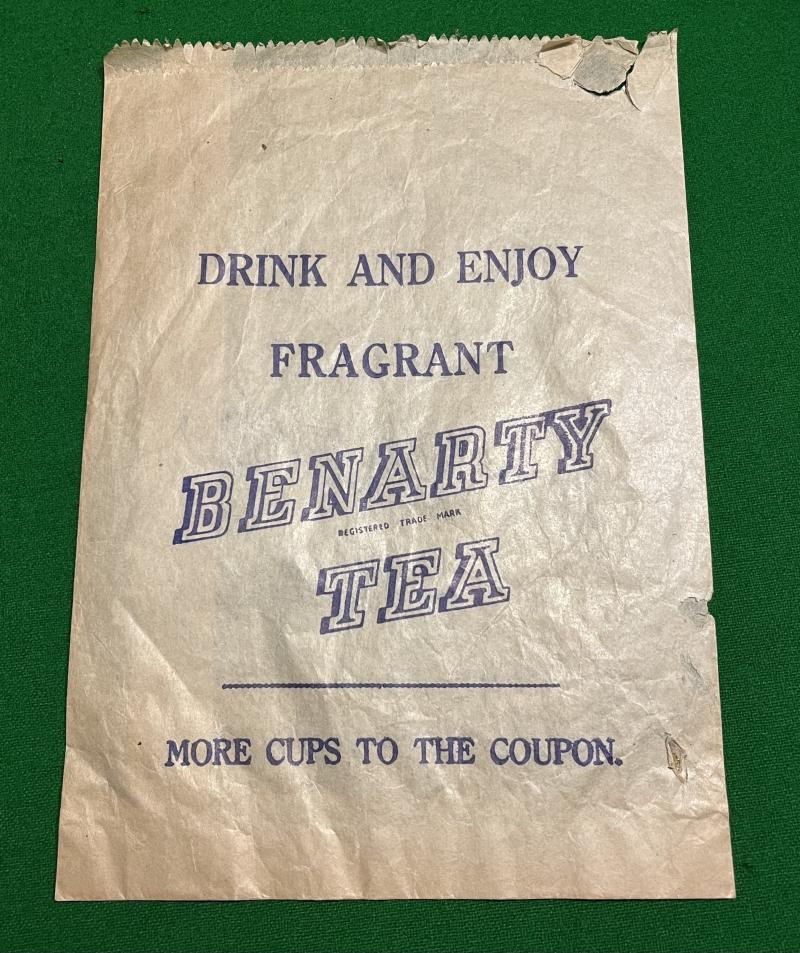 DRINK AND ENJOY
FRAGRANT
BENARTY
REGISTERED TRADE MARK
TEA
MORE CUPS TO THE COUPON.